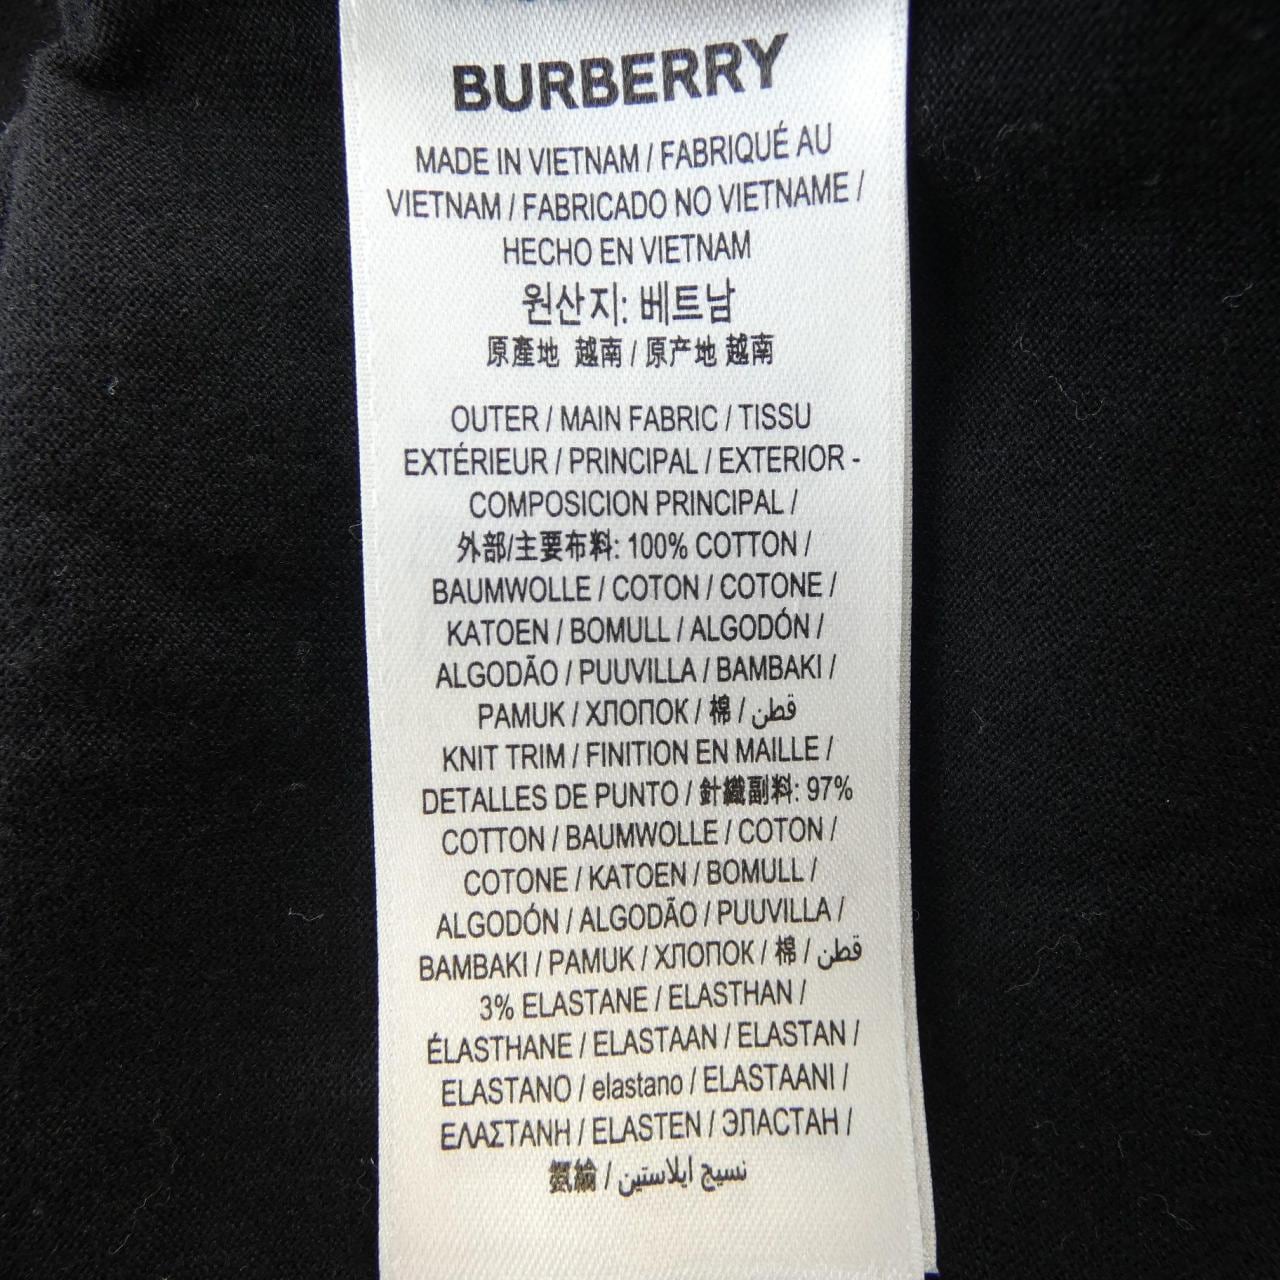 BURBERRY
MADE IN VIETNAM / FABRIQUÉ AU
VIETNAM / FABRICADO NO VIETNAME /
HECHO EN VIETNAM
원산지: 베트남
原產地 越南 / 原产地 越南
OUTER / MAIN FABRIC / TISSU
EXTÉRIEUR / PRINCIPAL / EXTERIOR -
COMPOSICION PRINCIPAL /
外部/主要布料: 100% COTTON /
BAUMWOLLE / COTON / COTONE /
KATOEN / BOMULL / ALGODÓN /
ALGODÃO / PUUVILLA / BAMBAKI /
PAMUK / ХЛОПОК / 棉 / قطن
KNIT TRIM / FINITION EN MAILLE /
DETALLES DE PUNTO / 針織副料: 97%
COTTON / BAUMWOLLE / COTON /
COTONE / KATOEN / BOMULL /
ALGODÓN / ALGODÃO / PUUVILLA /
BAMBAKI / PAMUK / ХЛОПОК / 棉 / قطن
3% ELASTANE / ELASTHAN /
ÉLASTHANE / ELASTAAN / ELASTAN /
ELASTANO / elastano / ELASTAANI /
ΕΛΑΣΤΑΝΗ / ELASTEN / ЭЛАСТАН /
氨綸 / نسيج ايلاستين